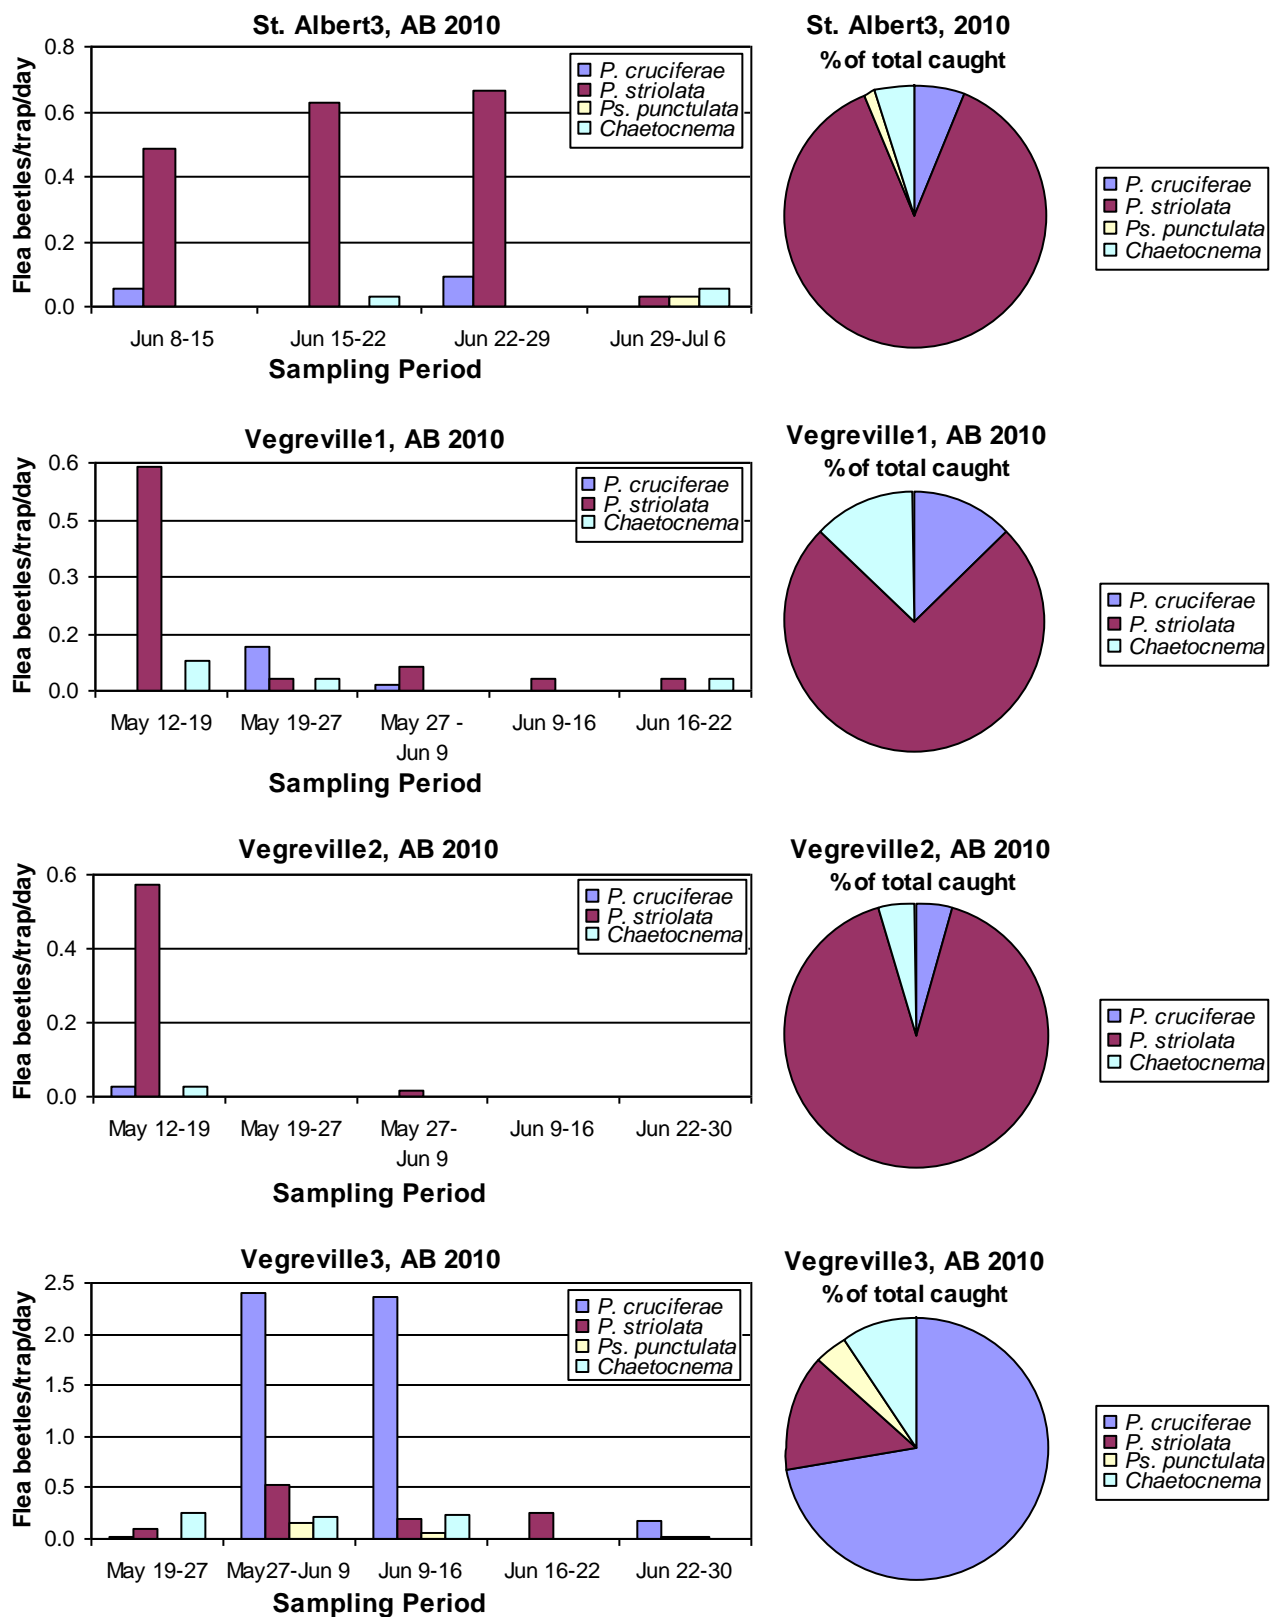 St. Albert3, AB 2010
Flea beetles/trap/day
0.8
0.6
0.4
0.2
0.0
P. cruciferae
P. striolata
Ps. punctulata
Chaetocnema
Jun 8-15
Jun 15-22
Jun 22-29
Jun 29-Jul 6
Sampling Period
St. Albert3, 2010
% of total caught
P. cruciferae
P. striolata
Ps. punctulata
Chaetocnema
Vegreville1, AB 2010
Flea beetles/trap/day
0.6
0.5
0.3
0.2
0.0
P. cruciferae
P. striolata
Chaetocnema
May 12-19
May 19-27
May 27 -
Jun 9
Jun 9-16
Jun 16-22
Sampling Period
Vegreville1, AB 2010
% of total caught
P. cruciferae
P. striolata
Chaetocnema
Vegreville2, AB 2010
Flea beetles/trap/day
0.6
0.4
0.2
0.0
P. cruciferae
P. striolata
Chaetocnema
May 12-19
May 19-27
May 27-
Jun 9
Jun 9-16
Jun 22-30
Sampling Period
Vegreville2, AB 2010
% of total caught
P. cruciferae
P. striolata
Chaetocnema
Vegreville3, AB 2010
Flea beetles/trap/day
2.5
2.0
1.5
1.0
0.5
0.0
P. cruciferae
P. striolata
Ps. punctulata
Chaetocnema
May 19-27
May27-Jun 9
Jun 9-16
Jun 16-22
Jun 22-30
Sampling Period
Vegreville3, AB 2010
% of total caught
P. cruciferae
P. striolata
Ps. punctulata
Chaetocnema